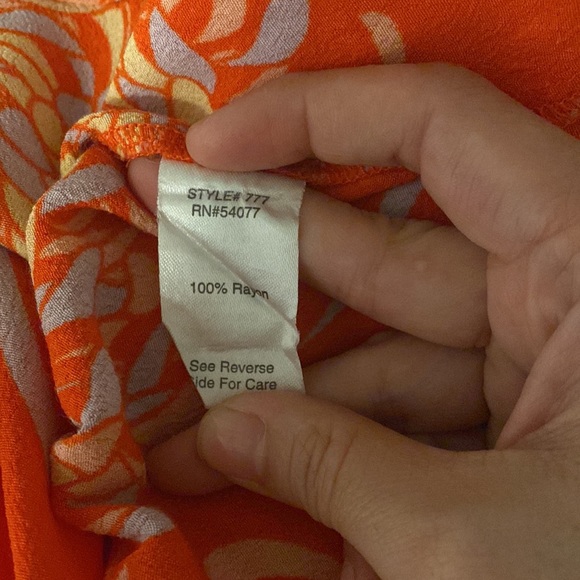 STYLE# 777
RN#54077
100% Rayon
See Reverse
Side For Care